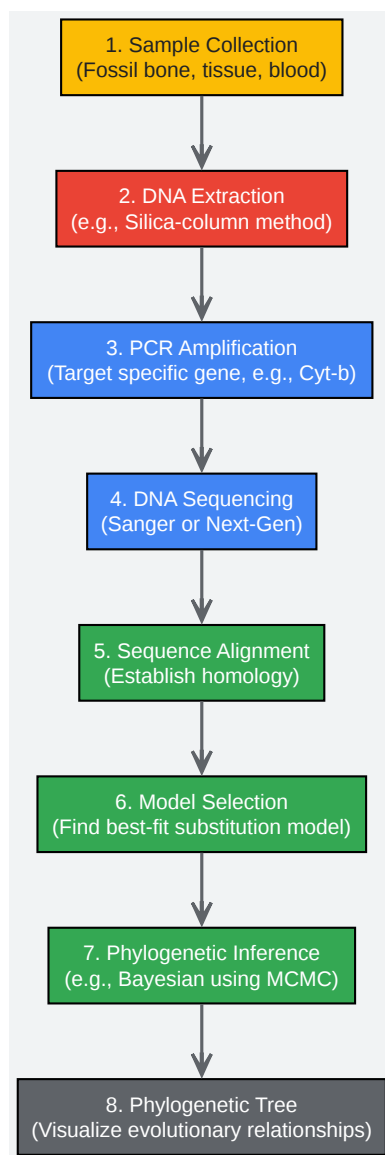 1. Sample Collection
(Fossil bone, tissue, blood)
2. DNA Extraction
(e.g., Silica-column method)
3. PCR Amplification
(Target specific gene, e.g., Cyt-b)
4. DNA Sequencing
(Sanger or Next-Gen)
5. Sequence Alignment
(Establish homology)
6. Model Selection
(Find best-fit substitution model)
7. Phylogenetic Inference
(e.g., Bayesian using MCMC)
8. Phylogenetic Tree
(Visualize evolutionary relationships)